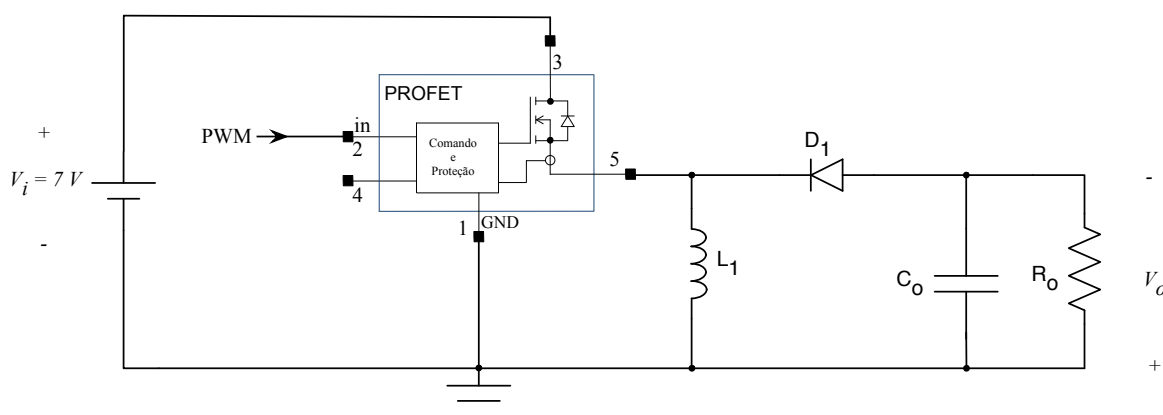 3
PROFET
in
2
PWM
Comando
e
Proteção
4
5
1
GND
+
V_i = 7 V
-
D_1
L_1
C_o
R_o
-
V_o
+